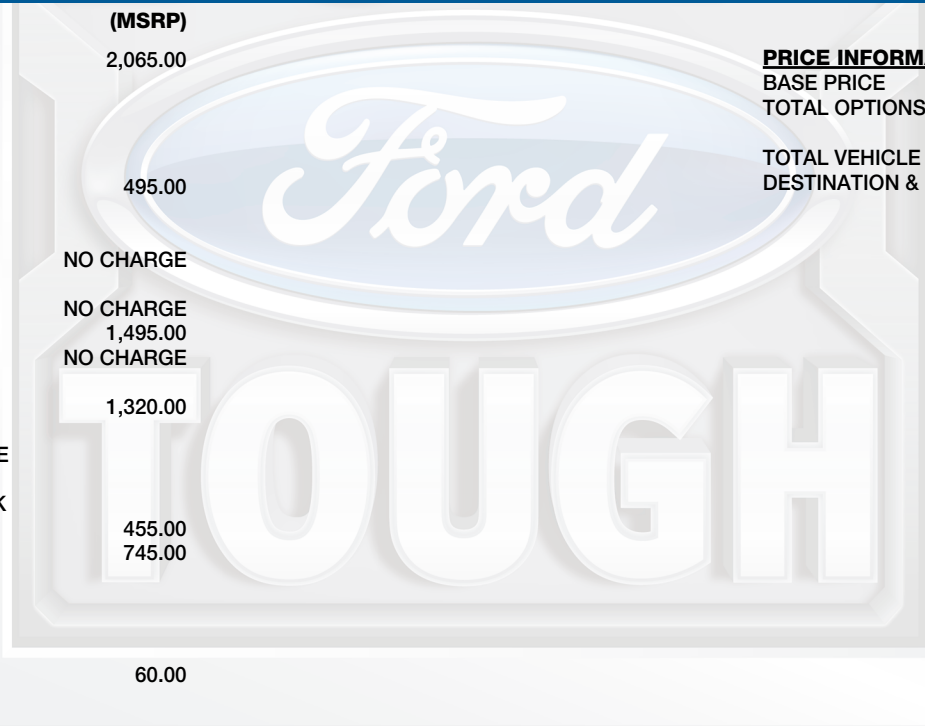 (MSRP)
2,065.00
495.00
NO CHARGE
NO CHARGE
1,495.00
NO CHARGE
1,320.00
E
K
455.00
745.00
60.00
PRICE INFORMA
BASE PRICE
TOTAL OPTIONS
TOTAL VEHICLE
DESTINATION &
Ford
TOUGH